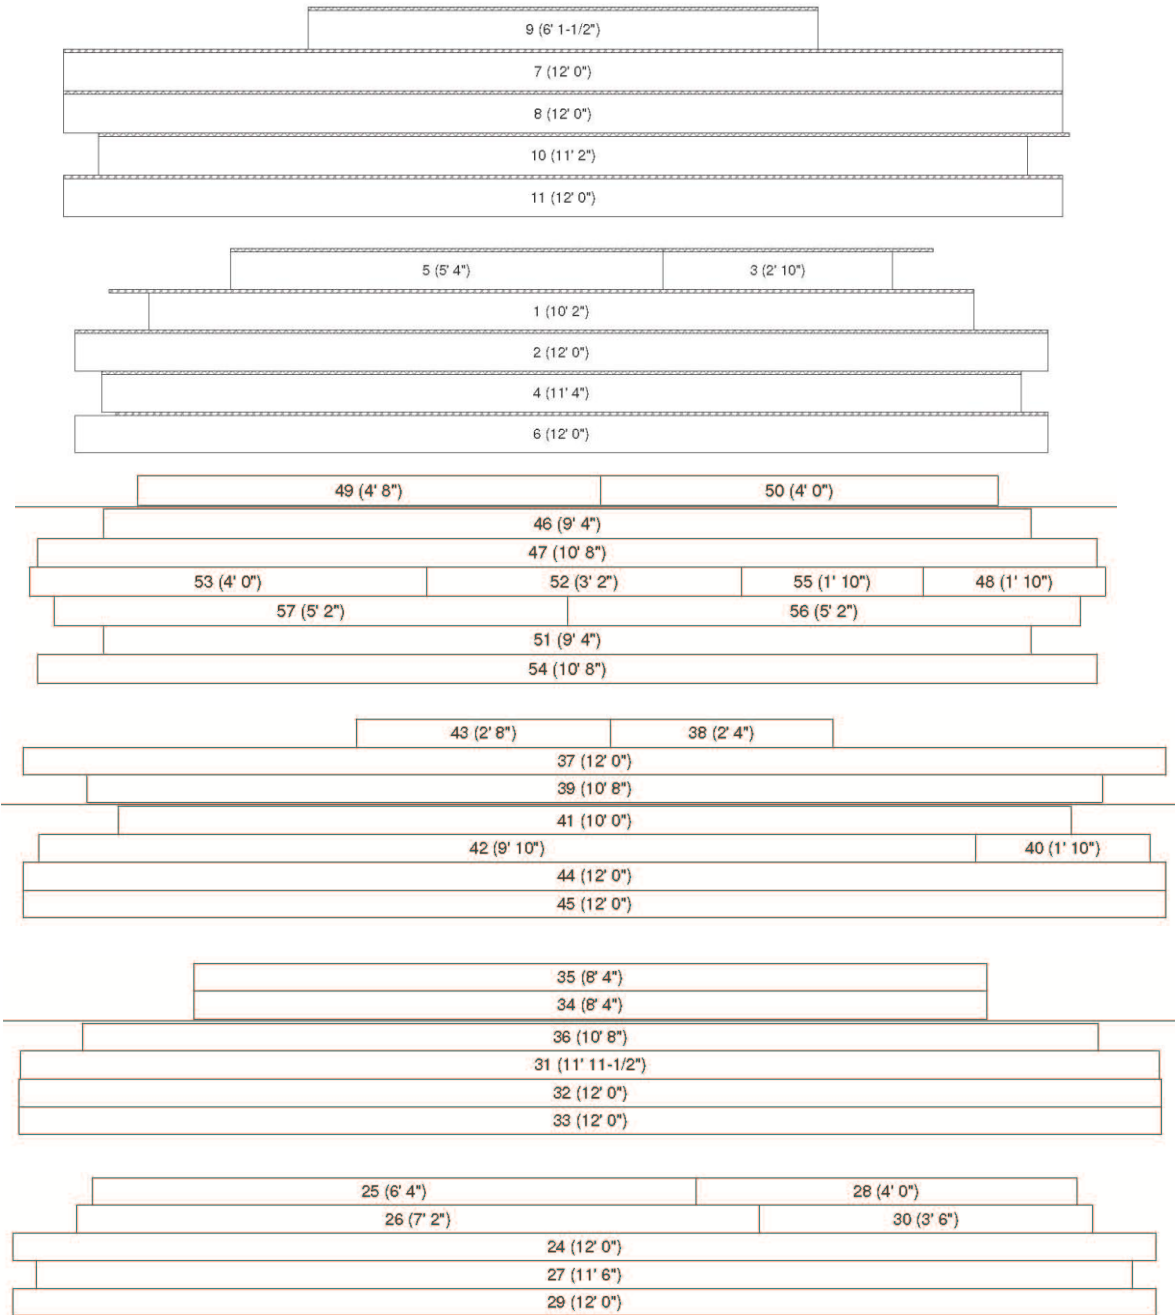 9 (6' 1-1/2")
7 (12' 0")
8 (12' 0")
10 (11' 2")
11 (12' 0")
5 (5' 4") 3 (2' 10")
1 (10' 2")
2 (12' 0")
4 (11' 4")
6 (12' 0")
49 (4' 8") 50 (4' 0")
46 (9' 4")
47 (10' 8")
53 (4' 0") 52 (3' 2") 55 (1' 10") 48 (1' 10")
57 (5' 2") 56 (5' 2")
51 (9' 4")
54 (10' 8")
43 (2' 8") 38 (2' 4")
37 (12' 0")
39 (10' 8")
41 (10' 0")
42 (9' 10") 40 (1' 10")
44 (12' 0")
45 (12' 0")
35 (8' 4")
34 (8' 4")
36 (10' 8")
31 (11' 11-1/2")
32 (12' 0")
33 (12' 0")
25 (6' 4") 28 (4' 0")
26 (7' 2") 30 (3' 6")
24 (12' 0")
27 (11' 6")
29 (12' 0")